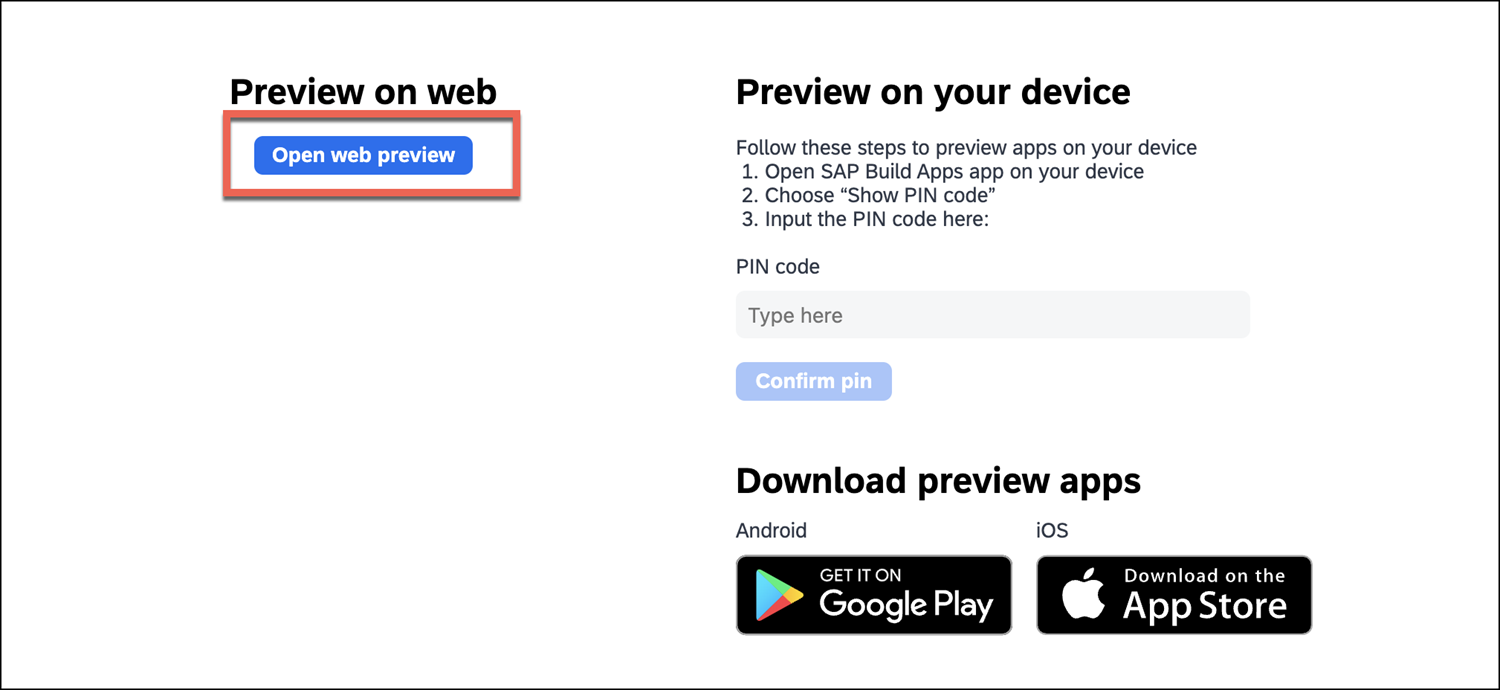 Preview on web
Open web preview
Preview on your device
Follow these steps to preview apps on your device
1. Open SAP Build Apps app on your device
2. Choose “Show PIN code”
3. Input the PIN code here:
PIN code
Type here
Confirm pin
Download preview apps
Android
GET IT ON
Google Play
iOS
Download on the
App Store